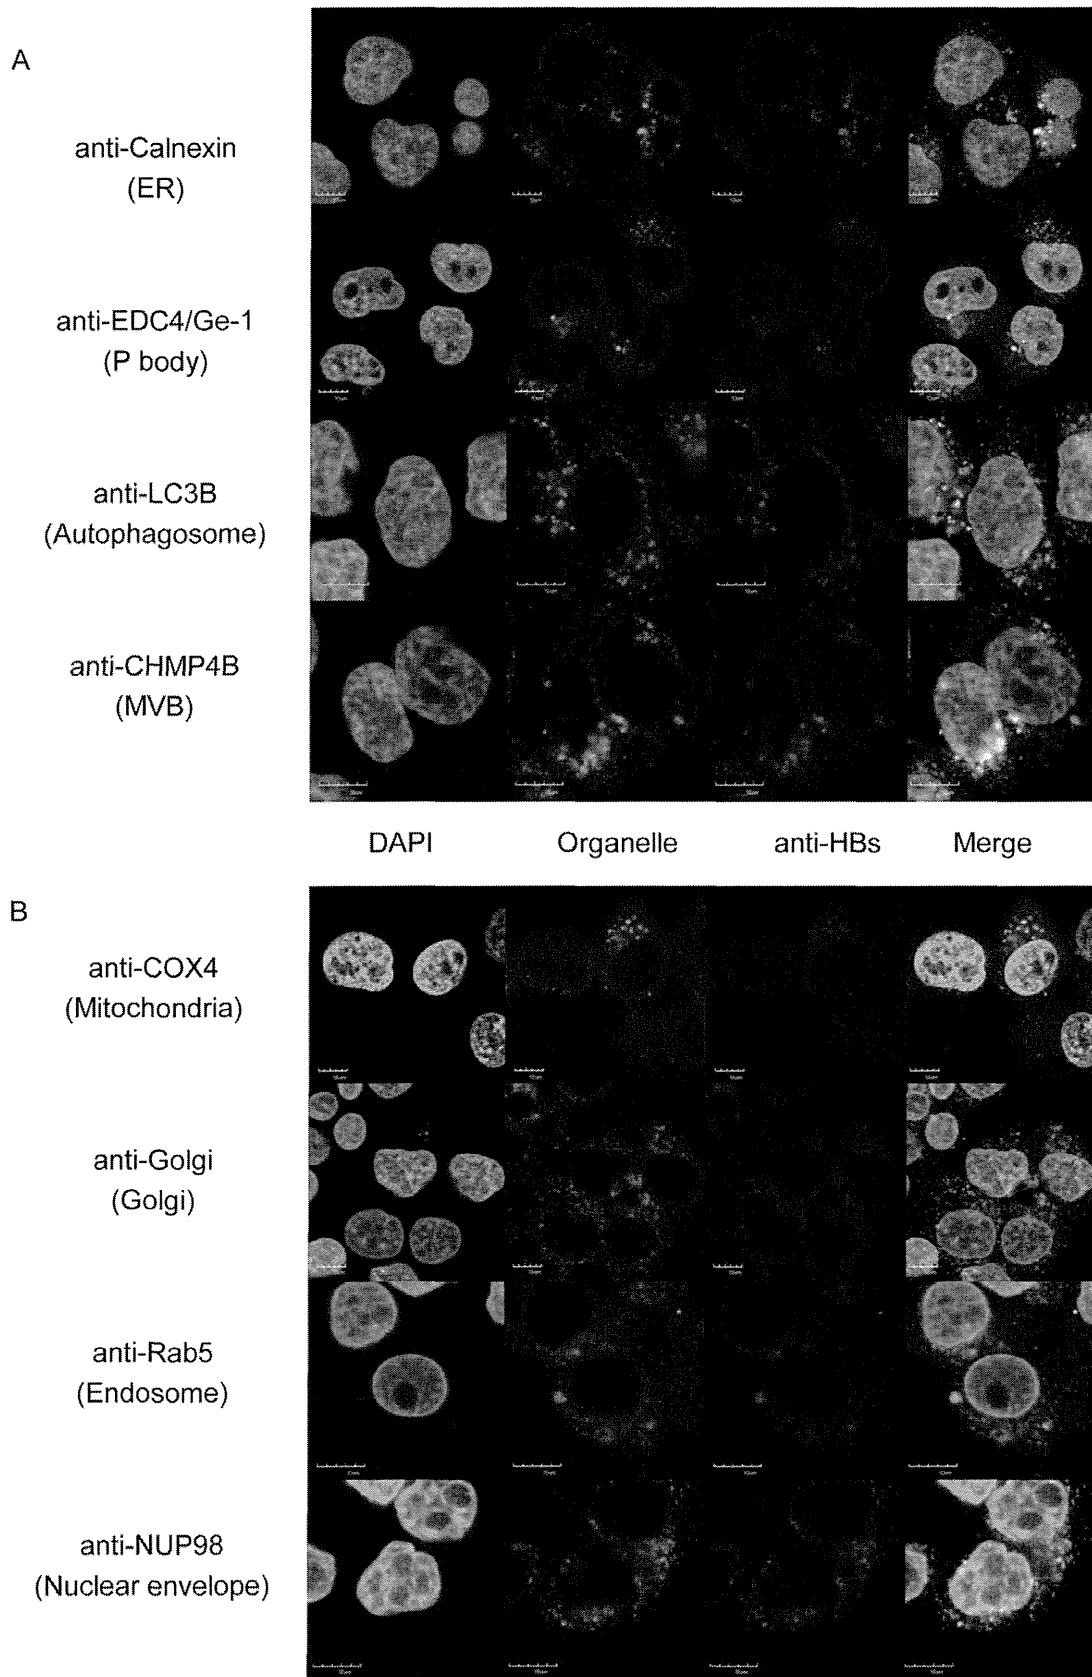 A
anti-Calnexin
(ER)
anti-EDC4/Ge-1
(P body)
anti-LC3B
(Autophagosome)
anti-CHMP4B
(MVB)
DAPI Organelle anti-HBs Merge
B
anti-COX4
(Mitochondria)
anti-Golgi
(Golgi)
anti-Rab5
(Endosome)
anti-NUP98
(Nuclear envelope)